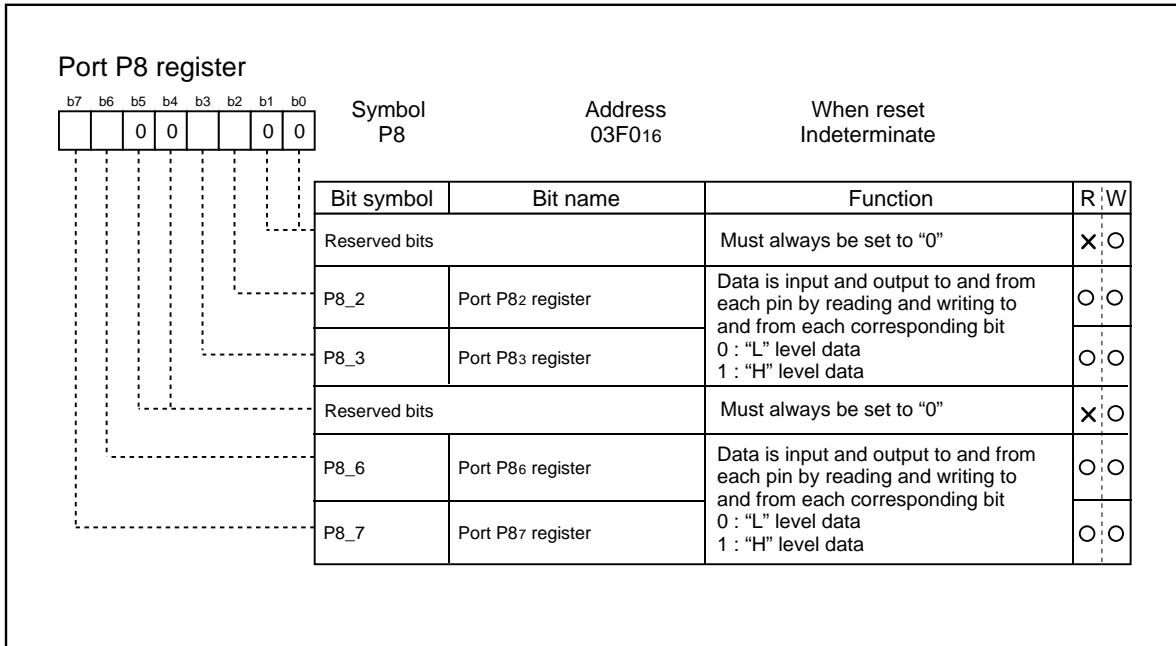 Port P8 register
b7 b6 b5 b4 b3 b2 b1 b0
0 0 0 0
Symbol Address When reset
P8 03F016 Indeterminate
Bit symbol Bit name Function R W
Reserved bits Must always be set to “0” × ○
P8_2 Port P82 register
Data is input and output to and from
each pin by reading and writing to
and from each corresponding bit
0 : “L” level data
1 : “H” level data
○ ○
P8_3 Port P83 register ○ ○
Reserved bits Must always be set to “0” × ○
P8_6 Port P86 register
Data is input and output to and from
each pin by reading and writing to
and from each corresponding bit
0 : “L” level data
1 : “H” level data
○ ○
P8_7 Port P87 register ○ ○